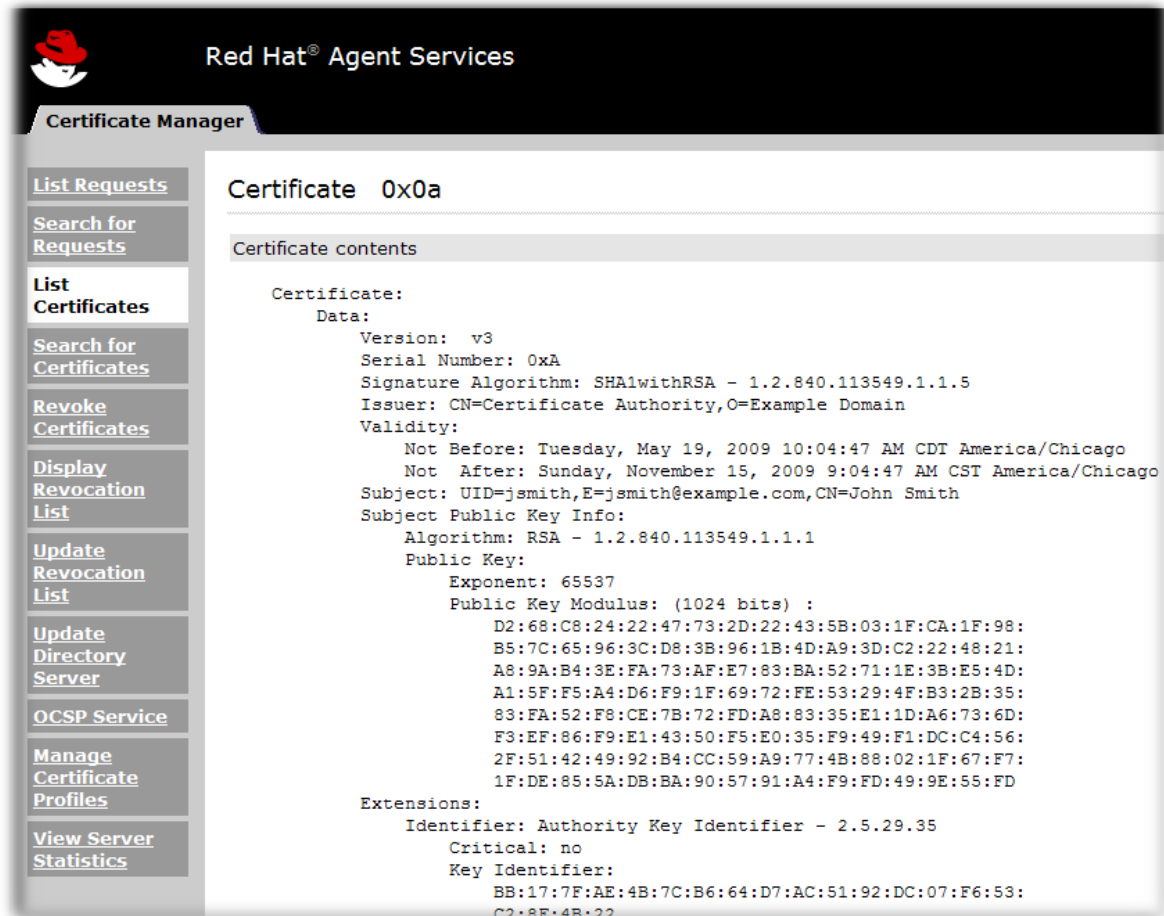 Red Hat® Agent Services
Certificate Manager
List Requests
Search for
Requests
List
Certificates
Search for
Certificates
Revoke
Certificates
Display
Revocation
List
Update
Revocation
List
Update
Directory
Server
OCSP Service
Manage
Certificate
Profiles
View Server
Statistics
Certificate 0x0a
Certificate contents
Certificate:
Data:
Version: v3
Serial Number: 0xA
Signature Algorithm: SHA1withRSA - 1.2.840.113549.1.1.5
Issuer: CN=Certificate Authority,O=Example Domain
Validity:
Not Before: Tuesday, May 19, 2009 10:04:47 AM CDT America/Chicago
Not After: Sunday, November 15, 2009 9:04:47 AM CST America/Chicago
Subject: UID=jsmith,E=jsmith@example.com,CN=John Smith
Subject Public Key Info:
Algorithm: RSA - 1.2.840.113549.1.1.1
Public Key:
Exponent: 65537
Public Key Modulus: (1024 bits) :
D2:68:C8:24:22:47:73:2D:22:43:5B:03:1F:CA:1F:98:
B5:7C:65:96:3C:D8:3B:96:1B:4D:A9:3D:C2:22:48:21:
A8:9A:B4:3E:FA:73:AF:E7:83:BA:52:71:1E:3B:E5:4D:
A1:5F:F5:A4:D6:F9:1F:69:72:FE:53:29:4F:B3:2B:35:
83:FA:52:F8:CE:7B:72:FD:A8:83:35:E1:1D:A6:73:6D:
F3:EF:86:F9:E1:43:50:F5:E0:35:F9:49:F1:DC:C4:56:
2F:51:42:49:92:B4:CC:59:A9:77:4B:88:02:1F:67:F7:
1F:DE:85:5A:DB:BA:90:57:91:A4:F9:FD:49:9E:55:FD
Extensions:
Identifier: Authority Key Identifier - 2.5.29.35
Critical: no
Key Identifier:
BB:17:7F:AE:4B:7C:B6:64:D7:AC:51:92:DC:07:F6:53:
C2:8F:4B:22